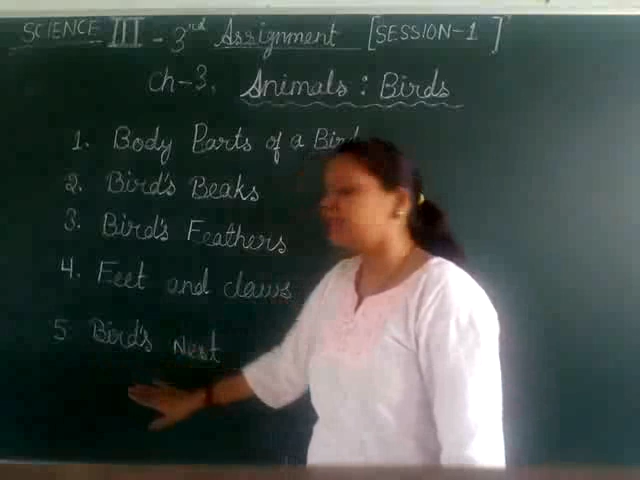 SCIENCE III - 3rd Assignment [SESSION-1]
Ch-3. Animals : Birds
1. Body Parts of a Bird
2. Bird's Beaks
3. Bird's Feathers
4. Feet and claws
5. Bird's Nest